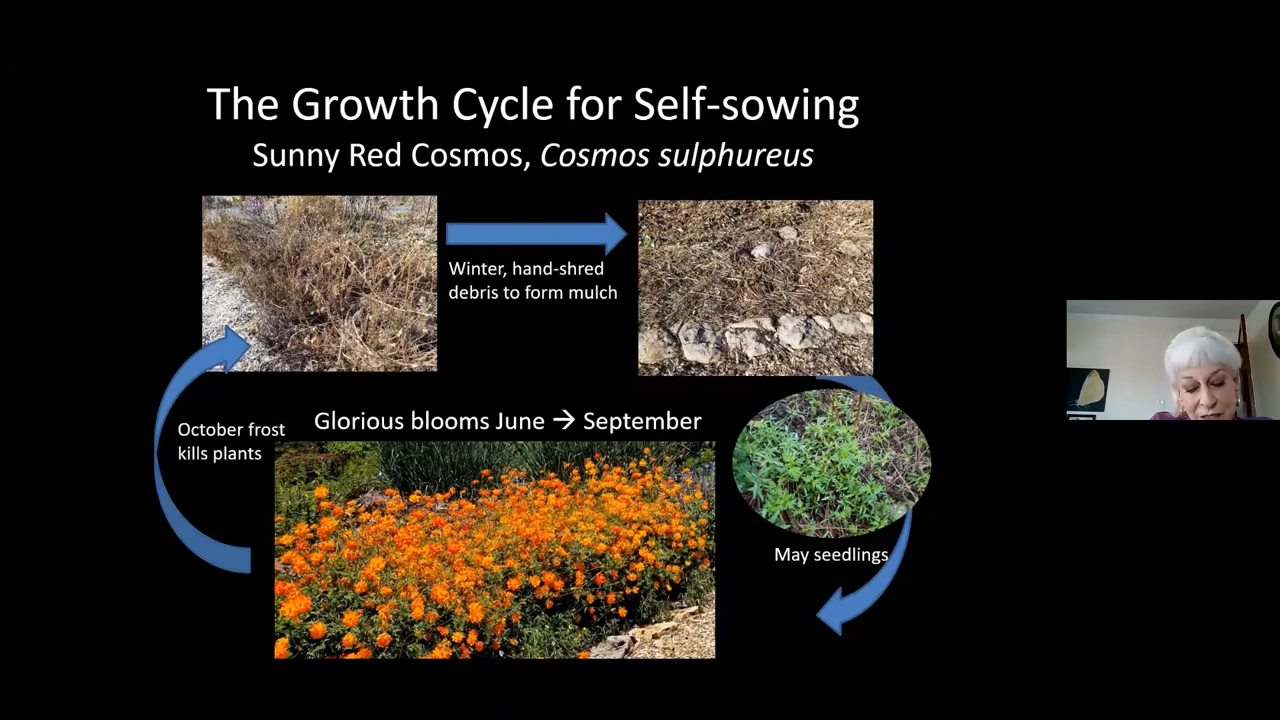 The Growth Cycle for Self-sowing
Sunny Red Cosmos, Cosmos sulphureus
Winter, hand-shred
debris to form mulch
October frost
kills plants
Glorious blooms June → September
May seedlings